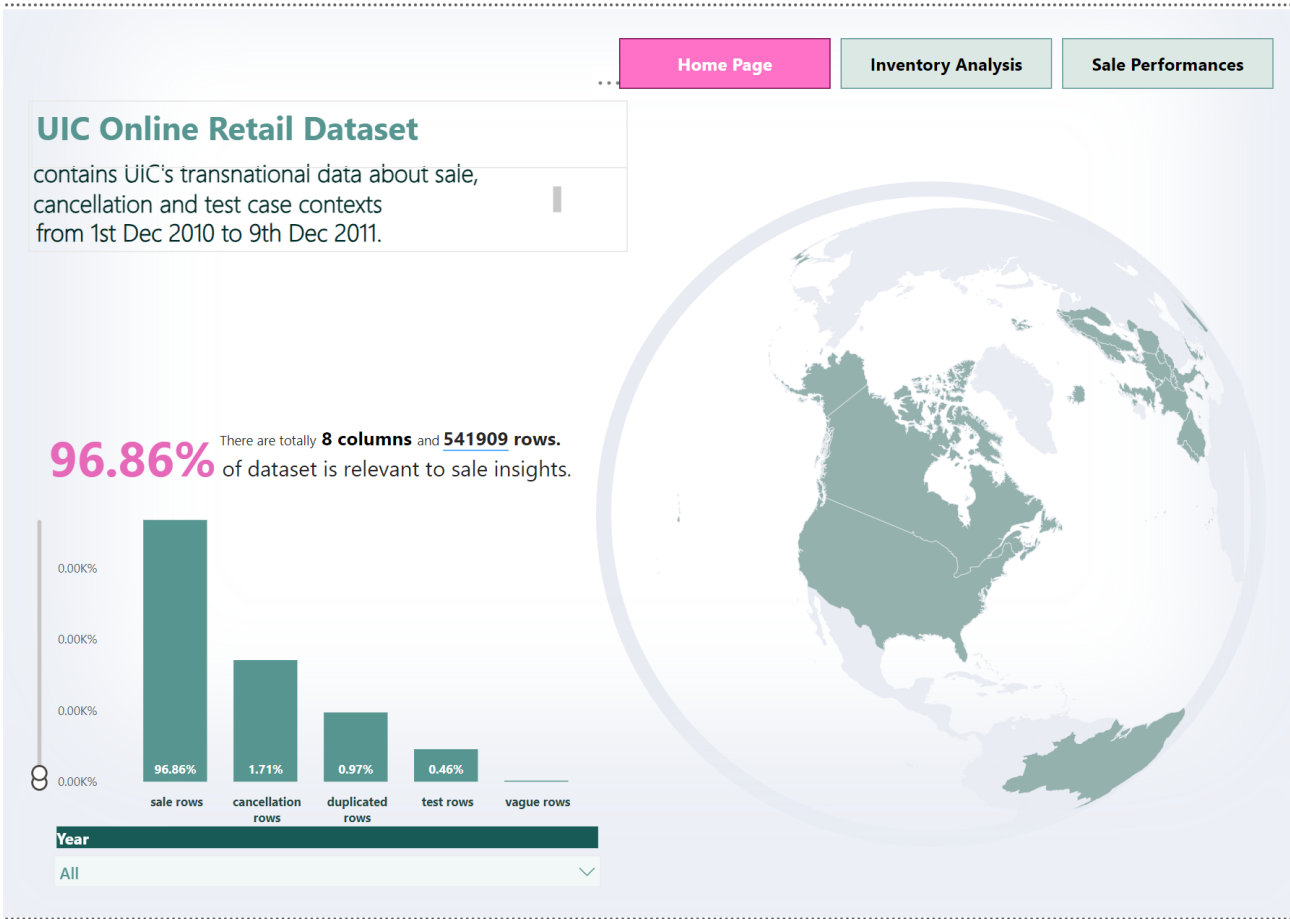 Home Page
Inventory Analysis
Sale Performances
UIC Online Retail Dataset
contains UIC's transnational data about sale,
cancellation and test case contexts
from 1st Dec 2010 to 9th Dec 2011.
96.86%
There are totally 8 columns and 541909 rows.
of dataset is relevant to sale insights.
0.00K%
0.00K%
0.00K%
0.00K%
96.86%
1.71%
0.97%
0.46%
sale rows
cancellation
rows
duplicated
rows
test rows
vague rows
Year
All